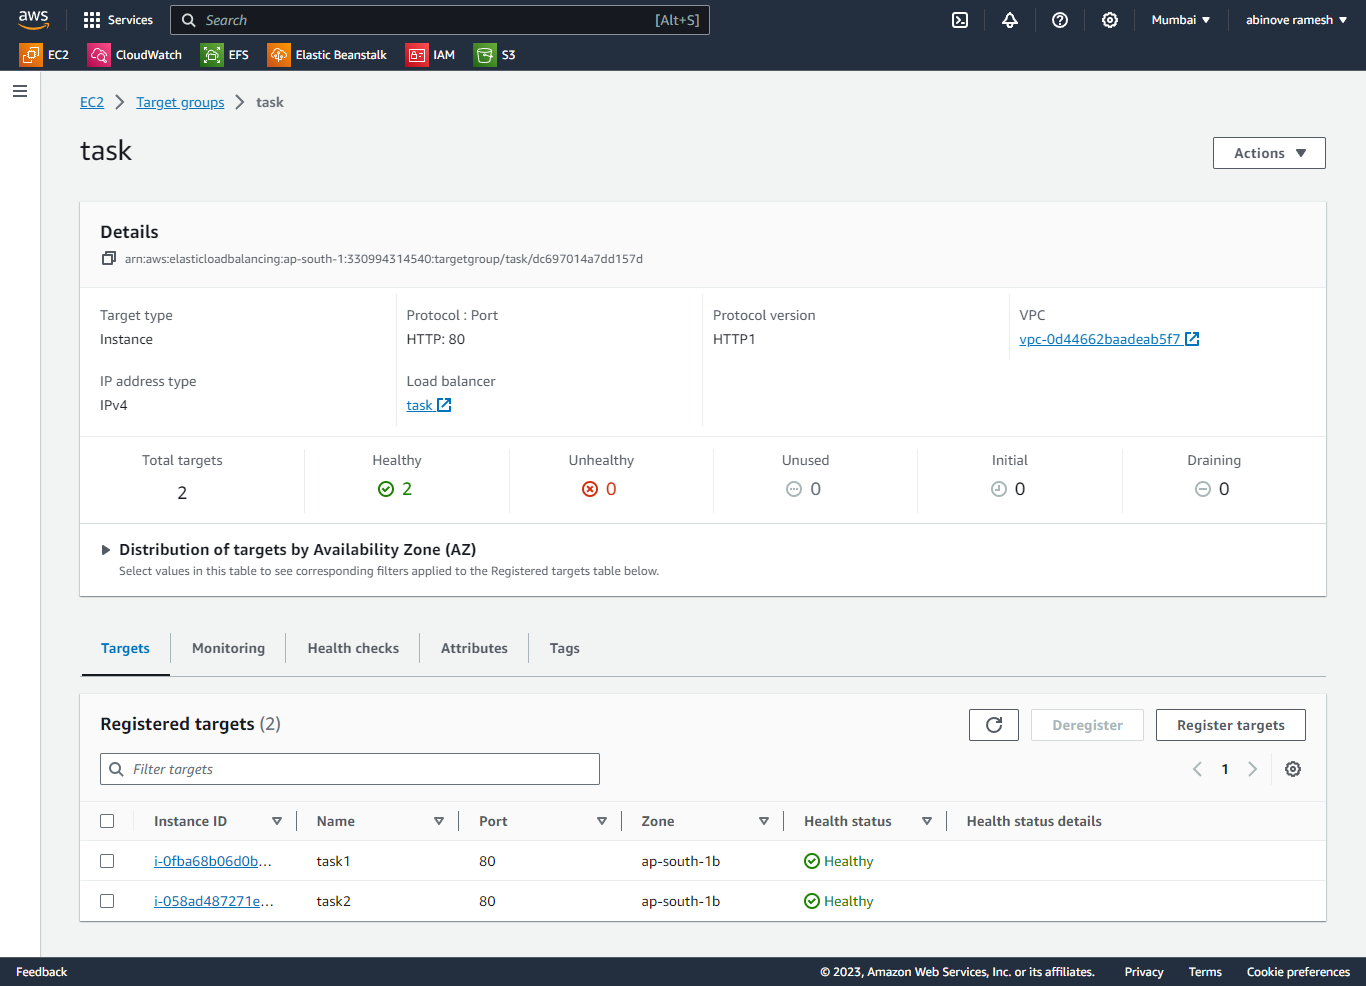 aws Services Search [Alt+S] Mumbai abinove ramesh
EC2 CloudWatch EFS Elastic Beanstalk IAM S3
EC2 Target groups task
task
Actions
Details
arn:aws:elasticloadbalancing:ap-south-1:330994314540:targetgroup/task/dc697014a7dd157d
Target type Protocol : Port Protocol version VPC
Instance HTTP: 80 HTTP1 vpc-0d44662baadeab5f7
IP address type Load balancer
IPv4 task
Total targets Healthy Unhealthy Unused Initial Draining
2 2 0 0 0 0
Distribution of targets by Availability Zone (AZ)
Select values in this table to see corresponding filters applied to the Registered targets table below.
Targets Monitoring Health checks Attributes Tags
Registered targets (2) Deregister Register targets
Filter targets 1
Instance ID Name Port Zone Health status Health status details
i-0fba68b06d0b... task1 80 ap-south-1b Healthy
i-058ad487271e... task2 80 ap-south-1b Healthy
Feedback © 2023, Amazon Web Services, Inc. or its affiliates. Privacy Terms Cookie preferences